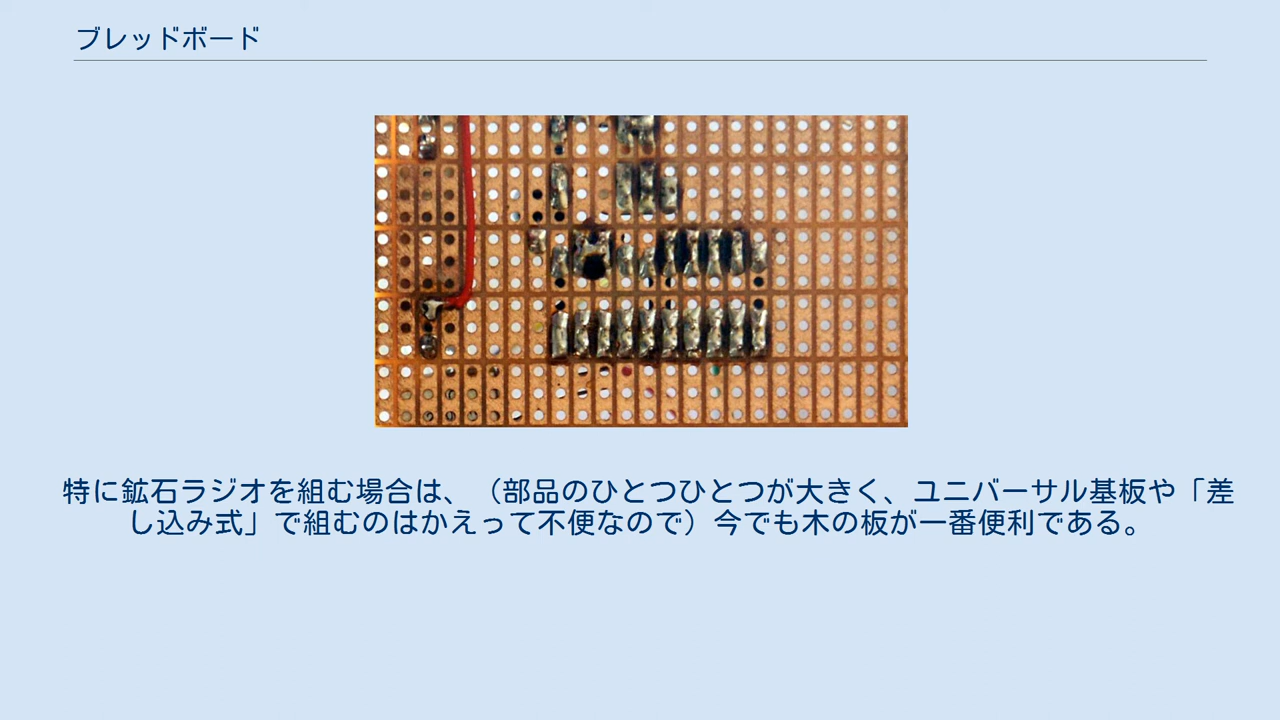 ブレッドボード
特に鉱石ラジオを組む場合は、（部品のひとつひとつが大きく、ユニバーサル基板や「差
し込み式」で組むのはかえって不便なので）今でも木の板が一番便利である。